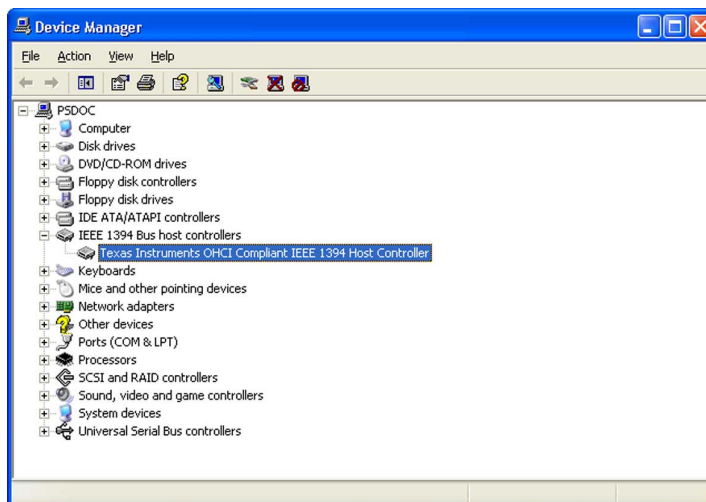 Device Manager
File Action View Help
PSDOC
Computer
Disk drives
DVD/CD-ROM drives
Floppy disk controllers
Floppy disk drives
IDE ATA/ATAPI controllers
IEEE 1394 Bus host controllers
Texas Instruments OHCI Compliant IEEE 1394 Host Controller
Keyboards
Mice and other pointing devices
Network adapters
Other devices
Ports (COM & LPT)
Processors
SCSI and RAID controllers
Sound, video and game controllers
System devices
Universal Serial Bus controllers